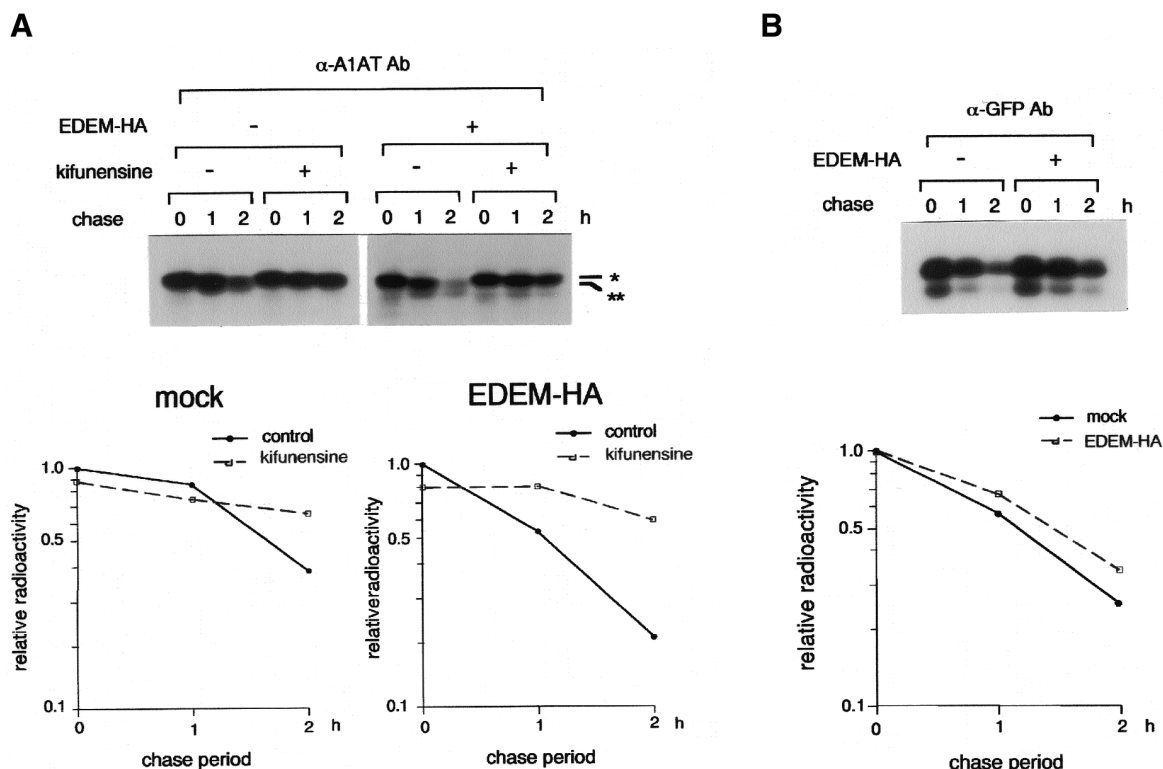 A
α-A1AT Ab
EDEM-HA - +
kifunensine - + - +
chase 0 1 2 0 1 2 0 1 2 0 1 2 h
*
**
mock
control
kifunensine
relative radioactivity
1.0
0.5
0.1
0 1 2 h
chase period
EDEM-HA
control
kifunensine
relativeradioactivity
1.0
0.5
0.1
0 1 2 h
chase period
B
α-GFP Ab
EDEM-HA - +
chase 0 1 2 0 1 2 h
mock
EDEM-HA
relative radioactivity
1.0
0.5
0.1
0 1 2 h
chase period